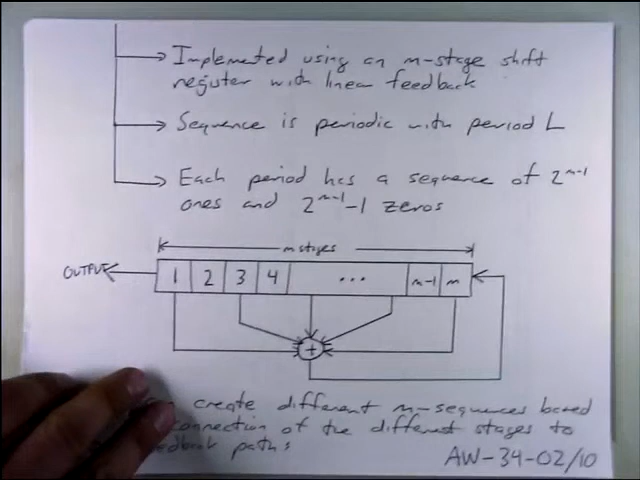 Implemented using an m-stage shift
register with linear feedback
Sequence is periodic with period L
Each period has a sequence of 2^{m-1}
ones and 2^{m-1}-1 zeros
m stages
OUTPUT
1 2 3 4 ... m-1 m
+
create different m-sequences based
connection of the different stages to
paths
AW-34-02/10